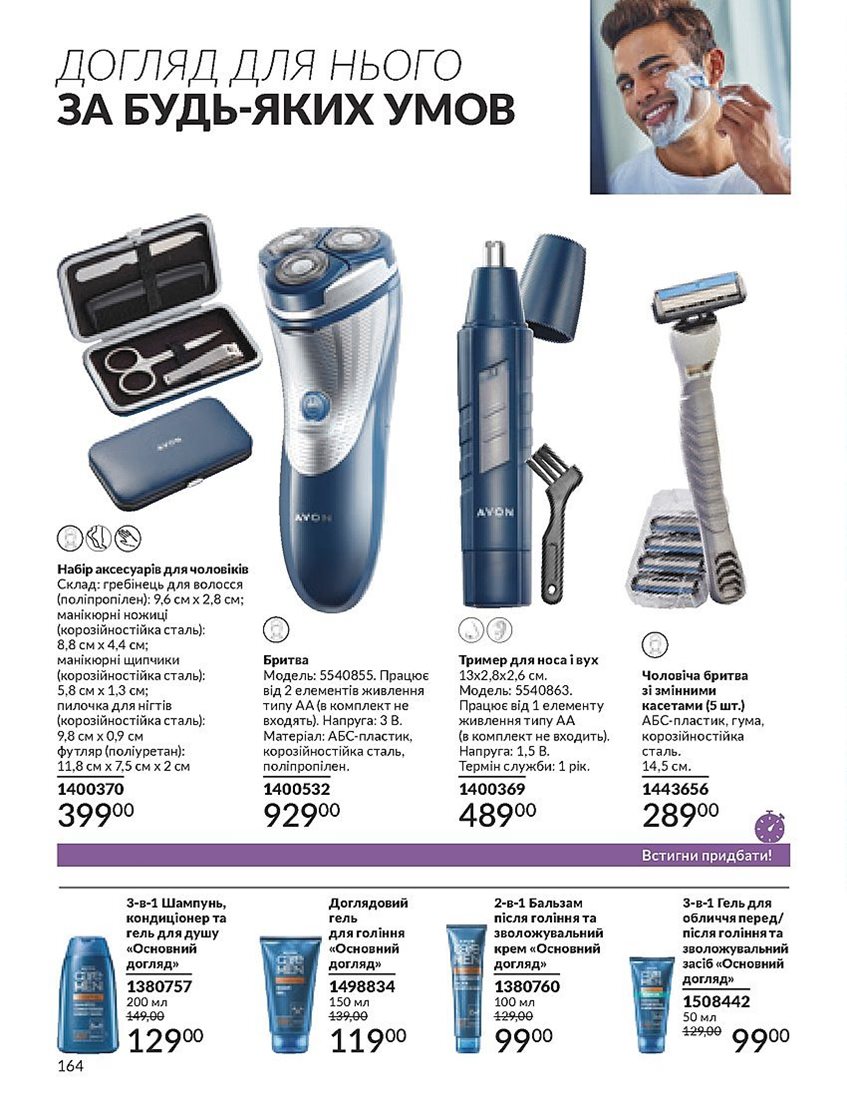 ДОГЛЯД ДЛЯ НЬОГО
ЗА БУДЬ-ЯКИХ УМОВ
AVON
AVON
AVON
Набір аксесуарів для чоловіків
Склад: гребінець для волосся
(поліпропілен): 9,6 см х 2,8 см;
манікюрні ножиці
(корозійностійка сталь):
8,8 см х 4,4 см;
манікюрні щипчики
(корозійностійка сталь):
5,8 см х 1,3 см;
пилочка для нігтів
(корозійностійка сталь):
9,8 см х 0,9 см
футляр (поліуретан):
11,8 см х 7,5 см х 2 см
1400370
39900
Бритва
Модель: 5540855. Працює
від 2 елементів живлення
типу АА (в комплект не
входять). Напруга: 3 В.
Матеріал: АБС-пластик,
корозійностійка сталь,
поліпропілен.
1400532
92900
Тример для носа і вух
13х2,8х2,6 см.
Модель: 5540863.
Працює від 1 елементу
живлення типу АА
(в комплект не входить).
Напруга: 1,5 В.
Термін служби: 1 рік.
1400369
48900
Чоловіча бритва
зі змінними
касетами (5 шт.)
АБС-пластик, гума,
корозійностійка
сталь.
14,5 см.
1443656
28900
Встигни придбати!
3-в-1 Шампунь,
кондиціонер та
гель для душу
«Основний
догляд»
1380757
200 мл
149,00
12900
Доглядовий
гель
для гоління
«Основний
догляд»
1498834
150 мл
139,00
11900
2-в-1 Бальзам
після гоління та
зволожувальний
крем «Основний
догляд»
1380760
100 мл
129,00
9900
3-в-1 Гель для
обличчя перед/
після гоління та
зволожувальний
засіб «Основний
догляд»
1508442
50 мл
129,00
9900
care
MEN
care
MEN
care
MEN
care
MEN
164